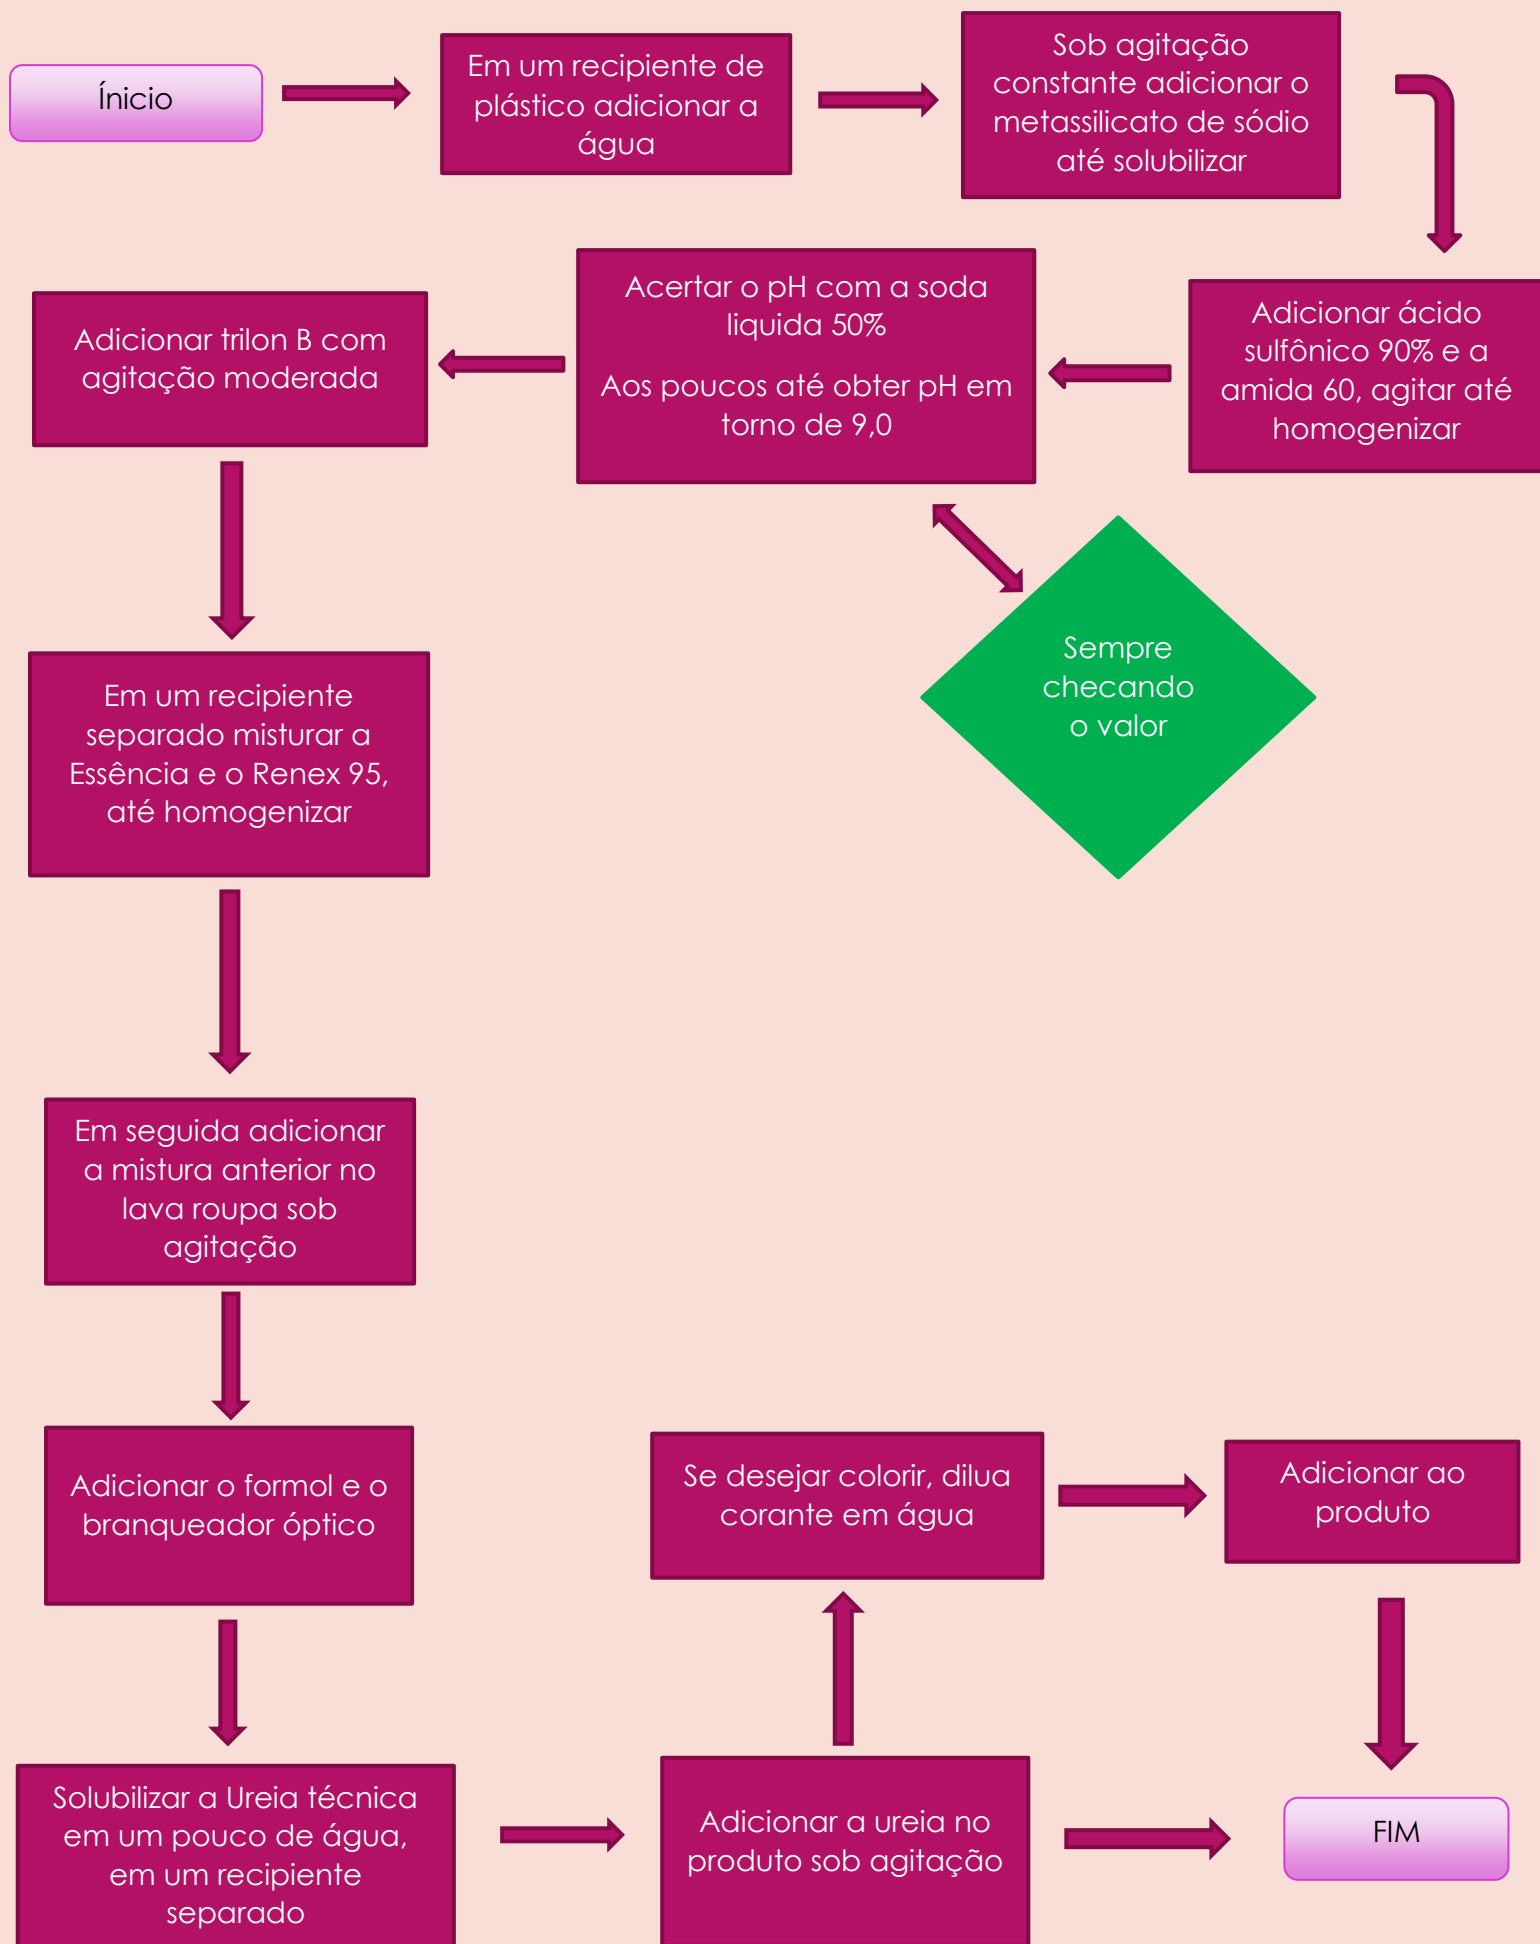 Ínicio
Em um recipiente de
plástico adicionar a
água
Sob agitação
constante adicionar o
metassilicato de sódio
até solubilizar
Adicionar ácido
sulfônico 90% e a
amida 60, agitar até
homogenizar
Acertar o pH com a soda
liquida 50%
Aos poucos até obter pH em
torno de 9,0
Sempre
checando
o valor
Adicionar trilon B com
agitação moderada
Em um recipiente
separado misturar a
Essência e o Renex 95,
até homogenizar
Em seguida adicionar
a mistura anterior no
lava roupa sob
agitação
Adicionar o formol e o
branqueador óptico
Solubilizar a Ureia técnica
em um pouco de água,
em um recipiente
separado
Adicionar a ureia no
produto sob agitação
Se desejar colorir, dilua
corante em água
Adicionar ao
produto
FIM